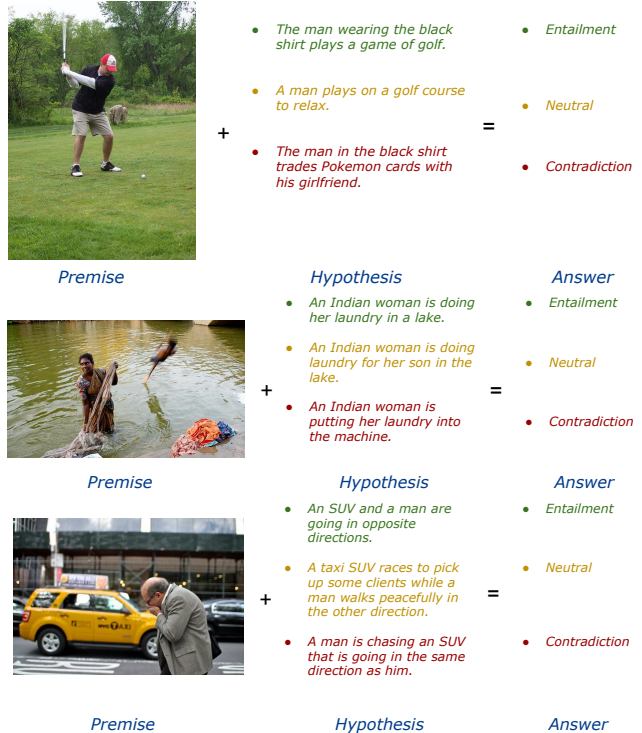 ● The man wearing the black
shirt plays a game of golf.
● Entailment
● A man plays on a golf course
to relax.
● Neutral
+
=
● The man in the black shirt
trades Pokemon cards with
his girlfriend.
● Contradiction
Premise
Hypothesis
Answer
● An Indian woman is doing
her laundry in a lake.
● Entailment
● An Indian woman is doing
laundry for her son in the
lake.
● Neutral
+
=
● An Indian woman is
putting her laundry into
the machine.
● Contradiction
Premise
Hypothesis
Answer
● An SUV and a man are
going in opposite
directions.
● Entailment
● A taxi SUV races to pick
up some clients while a
man walks peacefully in
the other direction.
● Neutral
+
=
● A man is chasing an SUV
that is going in the same
direction as him.
● Contradiction
NYC TAXI
Premise
Hypothesis
Answer